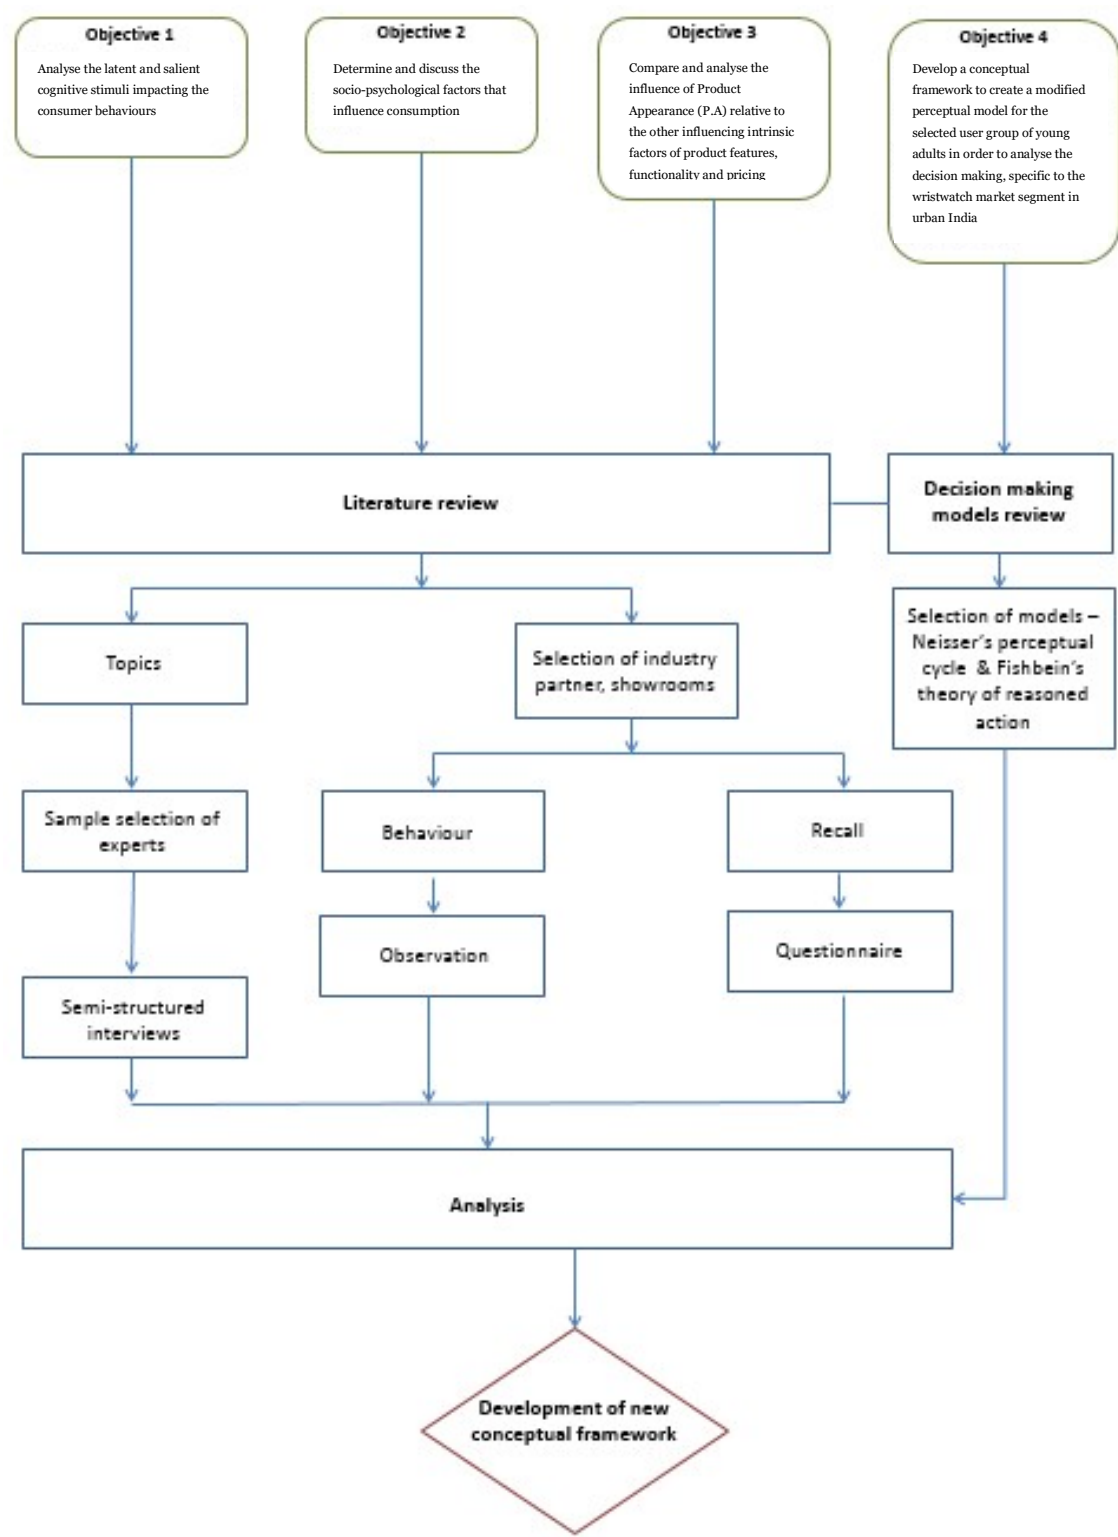 Objective 1
Analyse the latent and salient
cognitive stimuli impacting the
consumer behaviours
Objective 2
Determine and discuss the
socio-psychological factors that
influence consumption
Objective 3
Compare and analyse the
influence of Product
Appearance (P.A) relative to
the other influencing intrinsic
factors of product features,
functionality and pricing
Objective 4
Develop a conceptual
framework to create a modified
perceptual model for the
selected user group of young
adults in order to analyse the
decision making, specific to the
wristwatch market segment in
urban India
Literature review
Decision making
models review
Topics
Selection of industry
partner, showrooms
Selection of models –
Neisser's perceptual
cycle & Fishbein's
theory of reasoned
action
Sample selection of
experts
Behaviour
Recall
Observation
Questionnaire
Semi-structured
interviews
Analysis
Development of new
conceptual framework